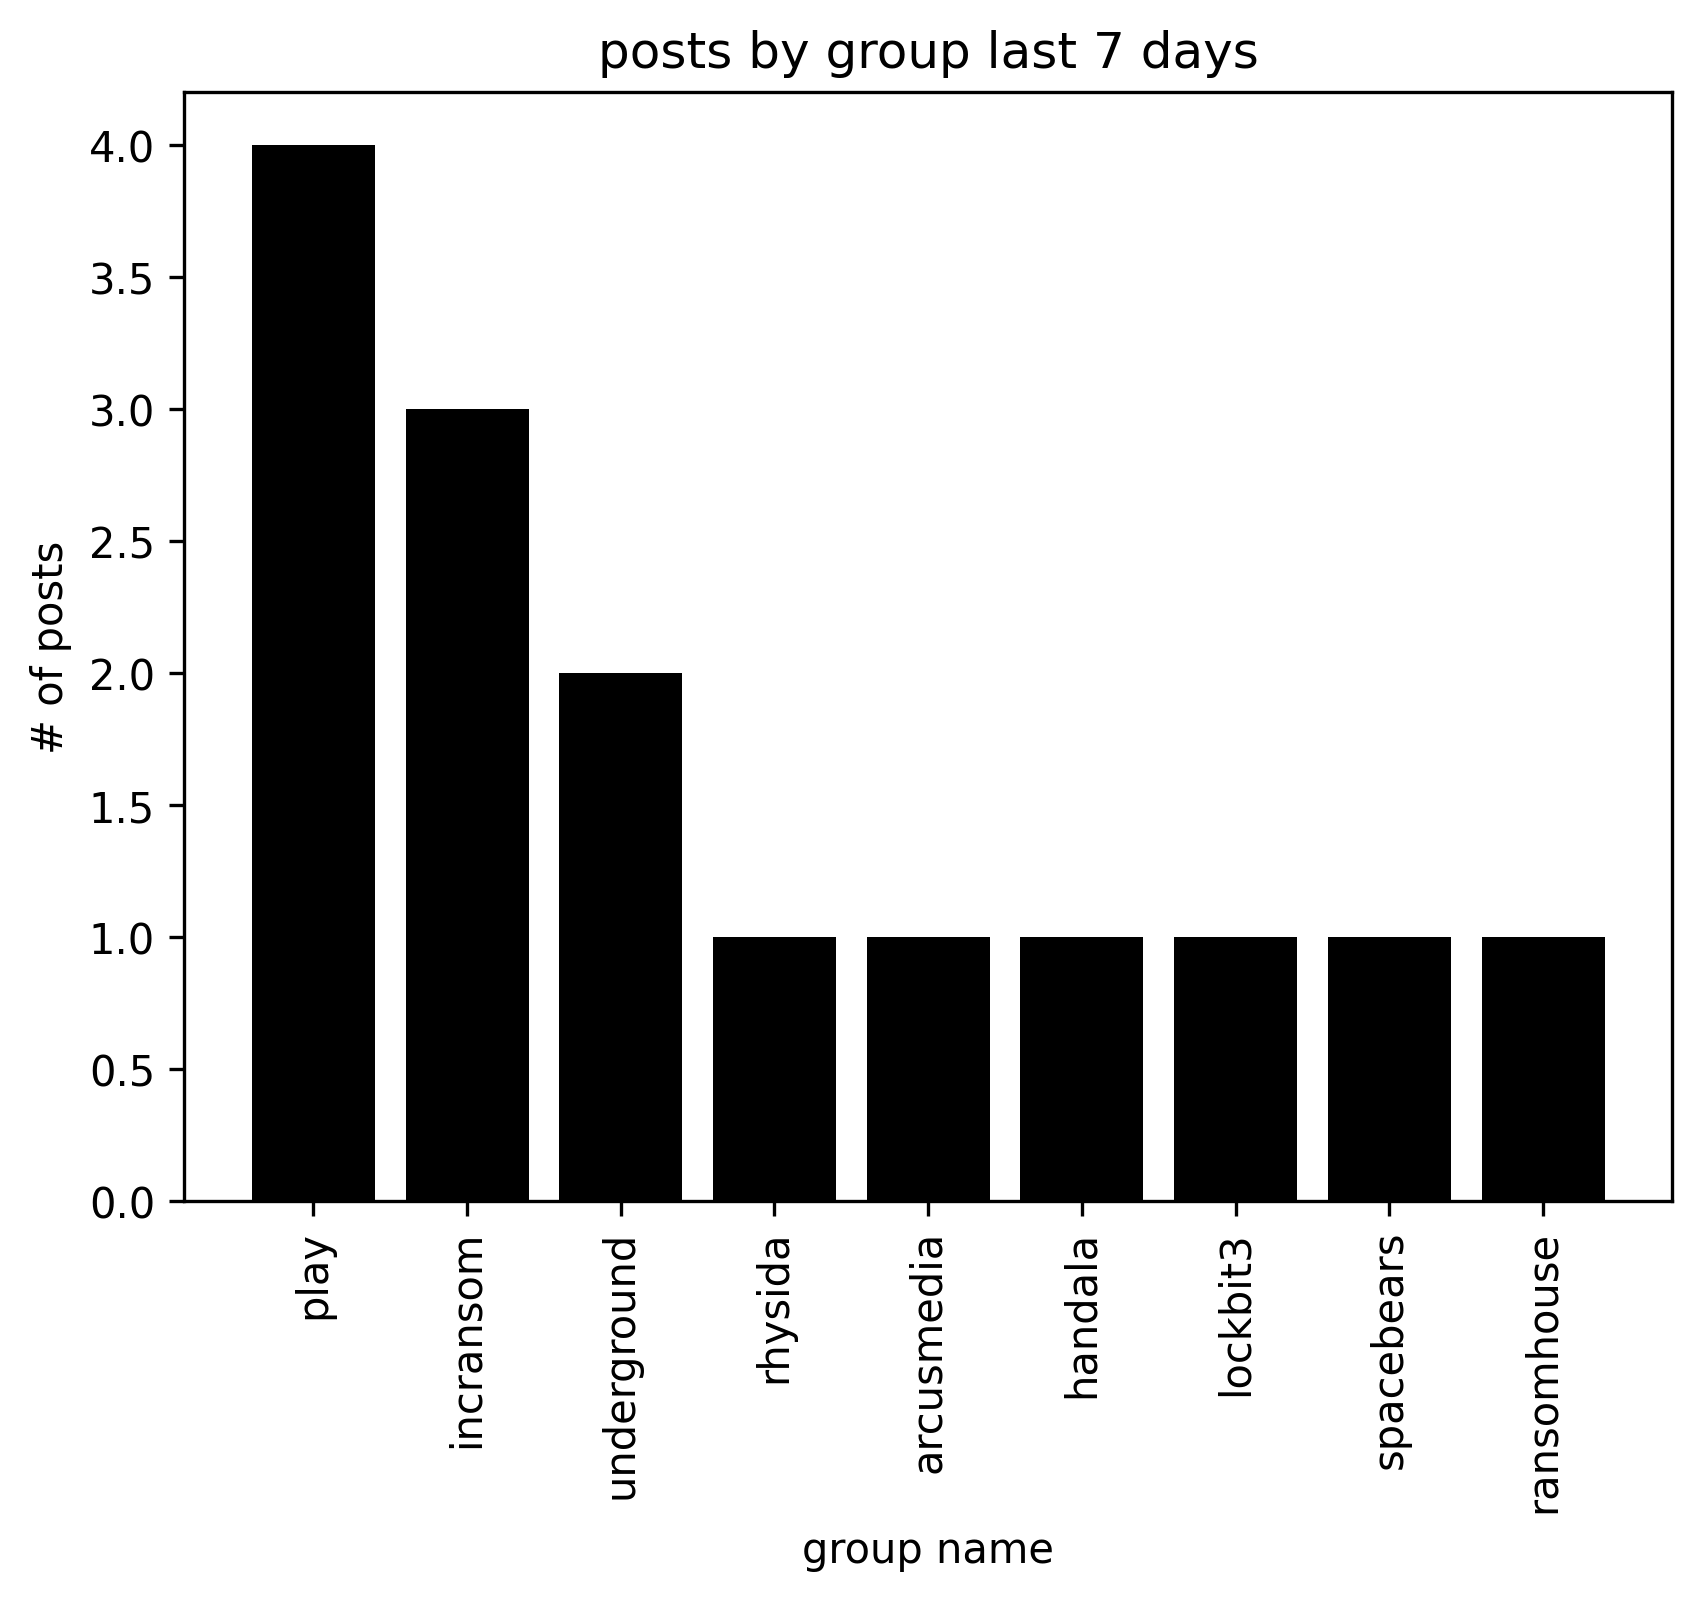 posts by group last 7 days
# of posts
4.0
3.5
3.0
2.5
2.0
1.5
1.0
0.5
0.0
play
incransom
underground
rhysida
arcusmedia
handala
lockbit3
spacebears
ransomhouse
group name